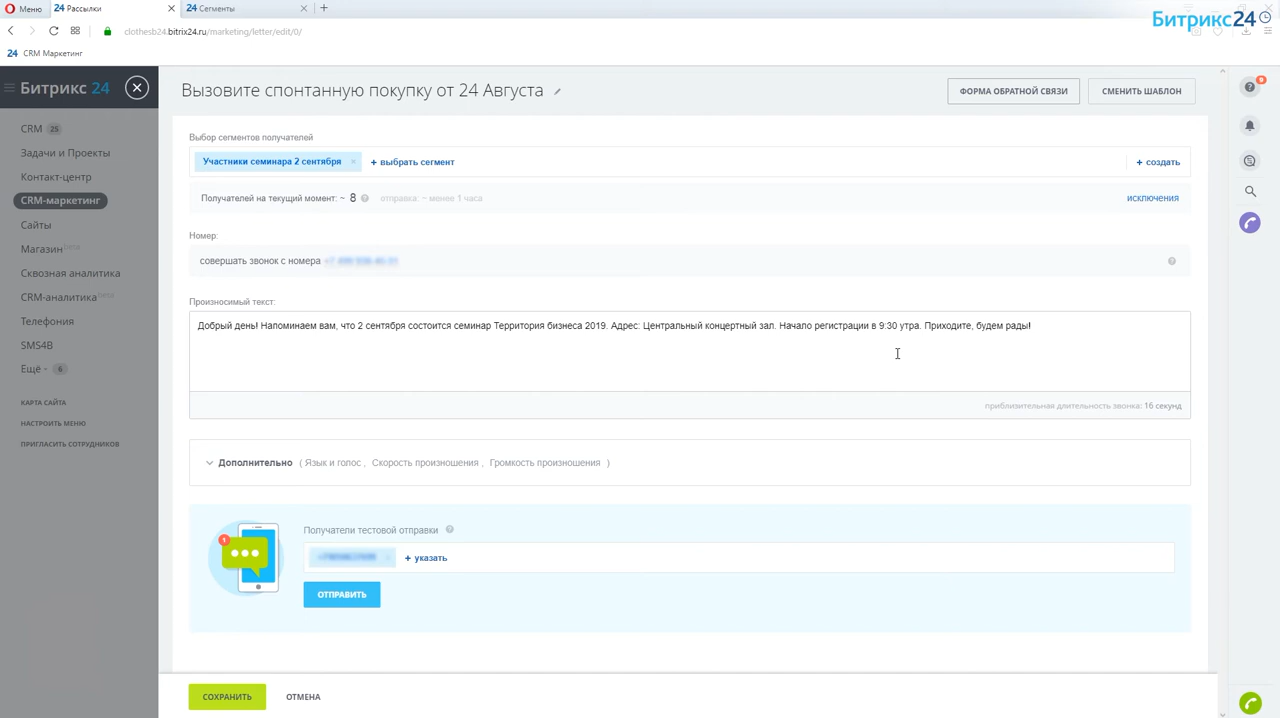 Меню
24 Рассылки
24 Сегменты
clothesb24.bitrix24.ru/marketing/letter/edit/0/
Битрикс24
24 CRM Маркетинг
Битрикс 24
CRM 25
Задачи и Проекты
Контакт-центр
CRM-маркетинг
Сайты
Магазин beta
Сквозная аналитика
CRM-аналитика beta
Телефония
SMS4B
Ещё - 6
КАРТА САЙТА
НАСТРОИТЬ МЕНЮ
ПРИГЛАСИТЬ СОТРУДНИКОВ
Вызовите спонтанную покупку от 24 Августа
ФОРМА ОБРАТНОЙ СВЯЗИ
СМЕНИТЬ ШАБЛОН
9
Выбор сегментов получателей
Участники семинара 2 сентября × + выбрать сегмент
+ создать
Получателей на текущий момент: ~ 8 ? отправка: ~ менее 1 часа
исключения
Номер:
совершать звонок с номера
?
Произносимый текст:
Добрый день! Напоминаем вам, что 2 сентября состоится семинар Территория бизнеса 2019. Адрес: Центральный концертный зал. Начало регистрации в 9:30 утра. Приходите, будем рады!
приблизительная длительность звонка: 16 секунд
Дополнительно ( Язык и голос , Скорость произношения , Громкость произношения )
1
Получатели тестовой отправки ?
+ указать
ОТПРАВИТЬ
СОХРАНИТЬ
ОТМЕНА